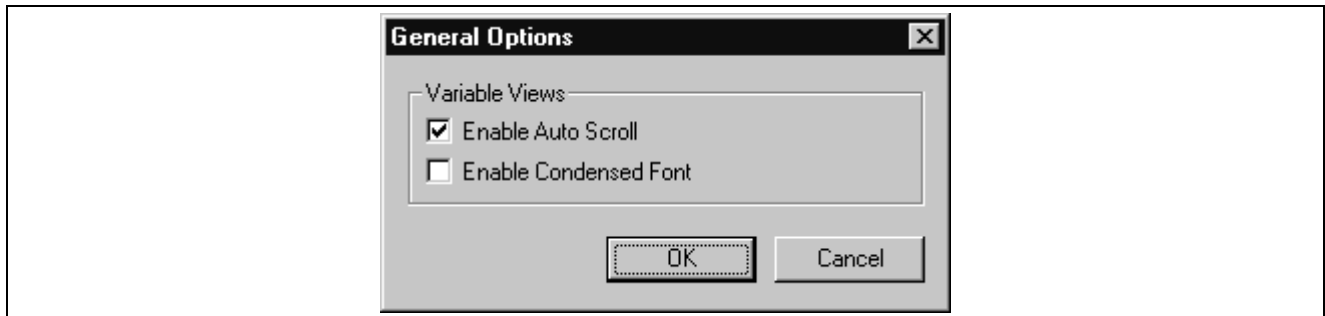 General Options
Variable Views
Enable Auto Scroll
Enable Condensed Font
OK Cancel